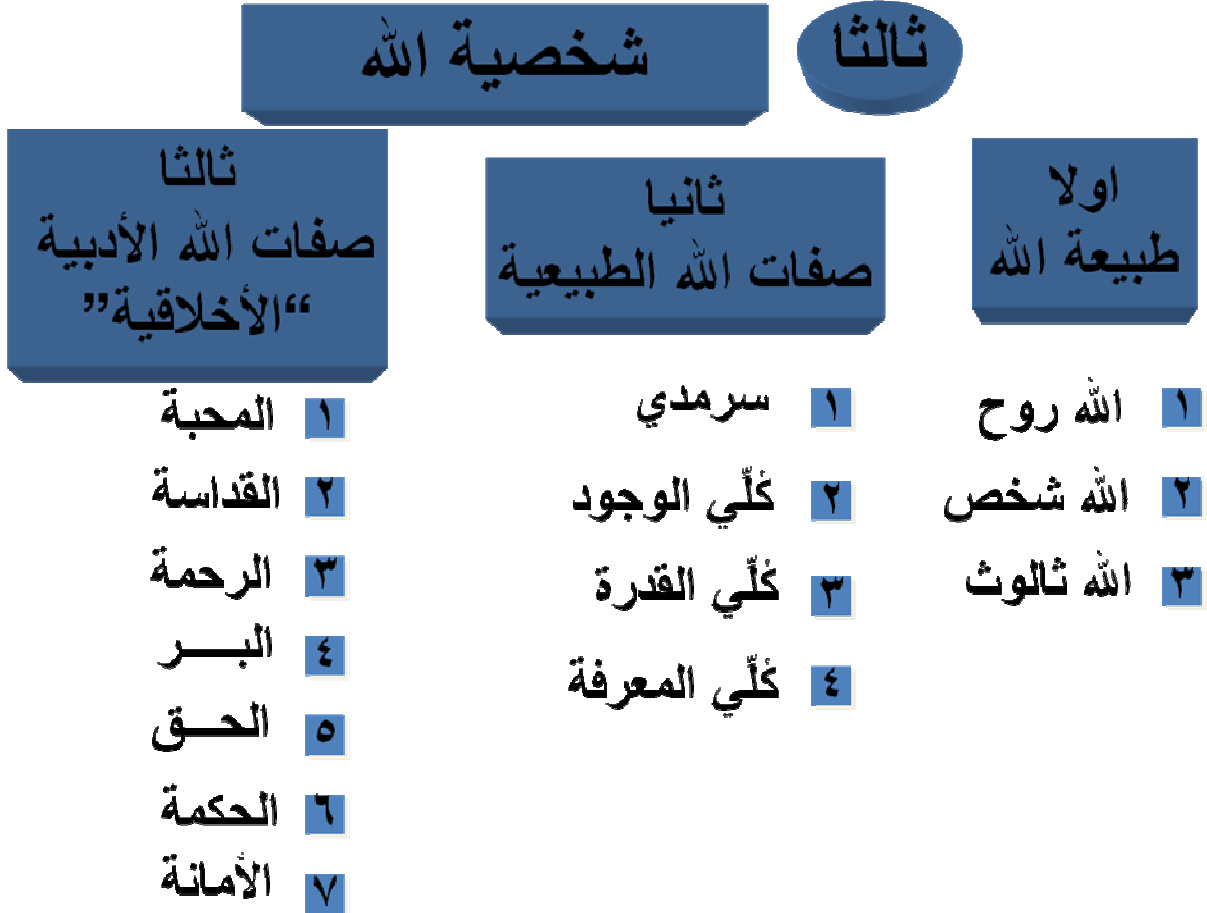 ثالثا
شخصية الله
اولا
طبيعة الله
١ الله روح
٢ الله شخص
٣ الله ثالوث
ثانيا
صفات الله الطبيعية
١ سرمدي
٢ كُلِّي الوجود
٣ كُلِّي القدرة
٤ كُلِّي المعرفة
ثالثا
صفات الله الأدبية
“الأخلاقية”
١ المحبة
٢ القداسة
٣ الرحمة
٤ البـــر
٥ الحــق
٦ الحكمة
٧ الأمانة